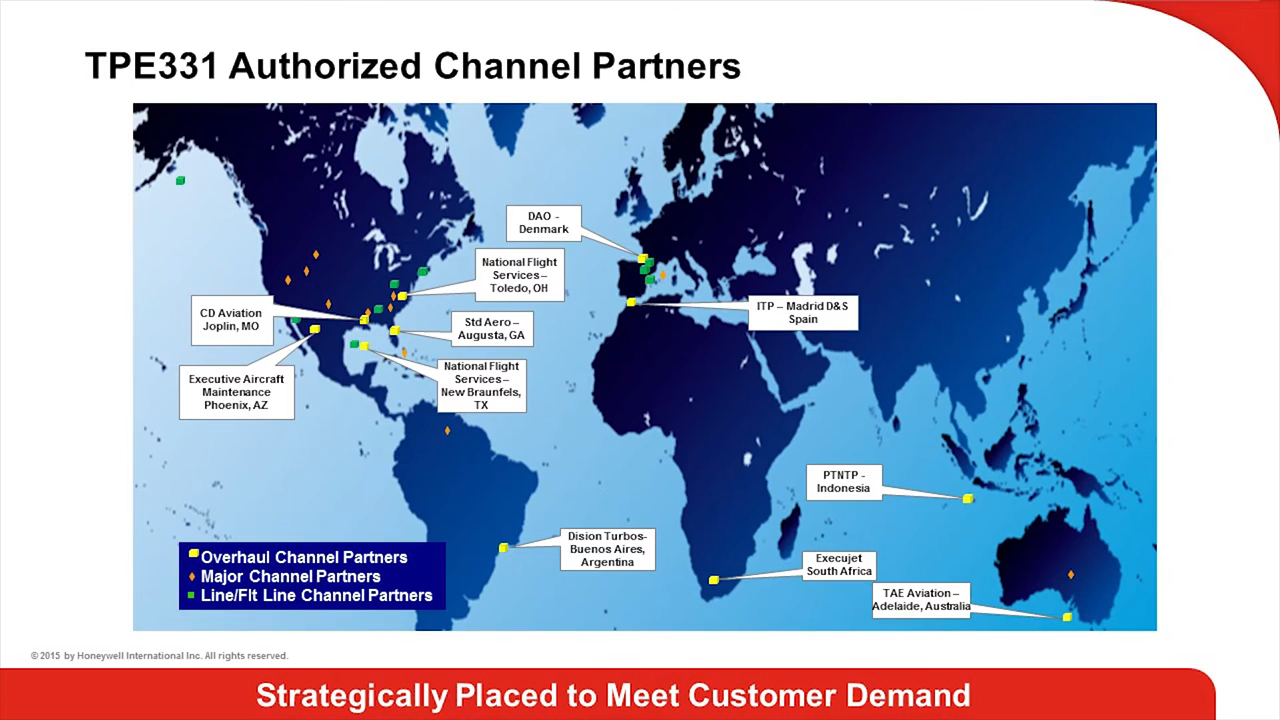 TPE331 Authorized Channel Partners
DAO -
Denmark
National Flight
Services –
Toledo, OH
CD Aviation
Joplin, MO
ITP – Madrid D&S
Spain
Std Aero –
Augusta, GA
National Flight
Services –
New Braunfels,
TX
Executive Aircraft
Maintenance
Phoenix, AZ
PTNTP -
Indonesia
Dision Turbos-
Buenos Aires,
Argentina
Execujet
South Africa
TAE Aviation –
Adelaide, Australia
Overhaul Channel Partners
Major Channel Partners
Line/Flt Line Channel Partners
© 2015 by Honeywell International Inc. All rights reserved.
Strategically Placed to Meet Customer Demand